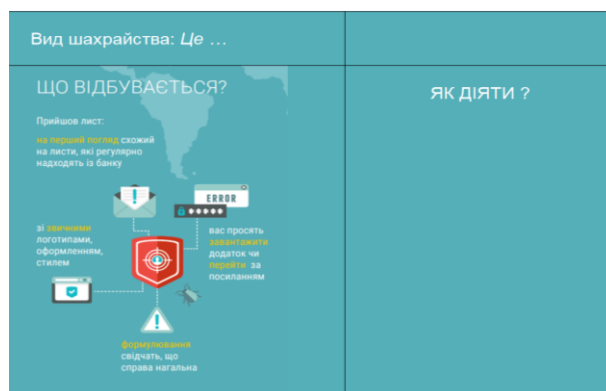 Вид шахрайства: Це ...
ЩО ВІДБУВАЄТЬСЯ?
Прийшов лист:
на перший погляд схожий
на листи, які регулярно
надходять із банку
ERROR
зі звичними
логотипами,
оформленням,
стилем
вас просять
завантажити
додаток чи
перейти за
посиланням
формулювання
свідчать, що
справа нагальна
ЯК ДІЯТИ ?